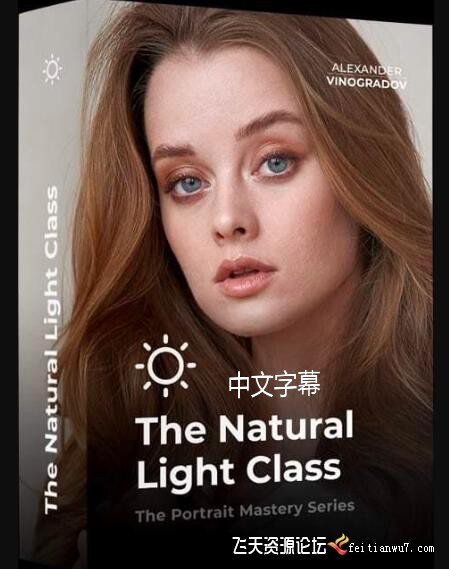 ALEXANDER
VINOGRADOV
The Natural Light Class
中文字幕
The Natural
Light Class
The Portrait Mastery Series
飞天资源论坛 feitianwu7.com